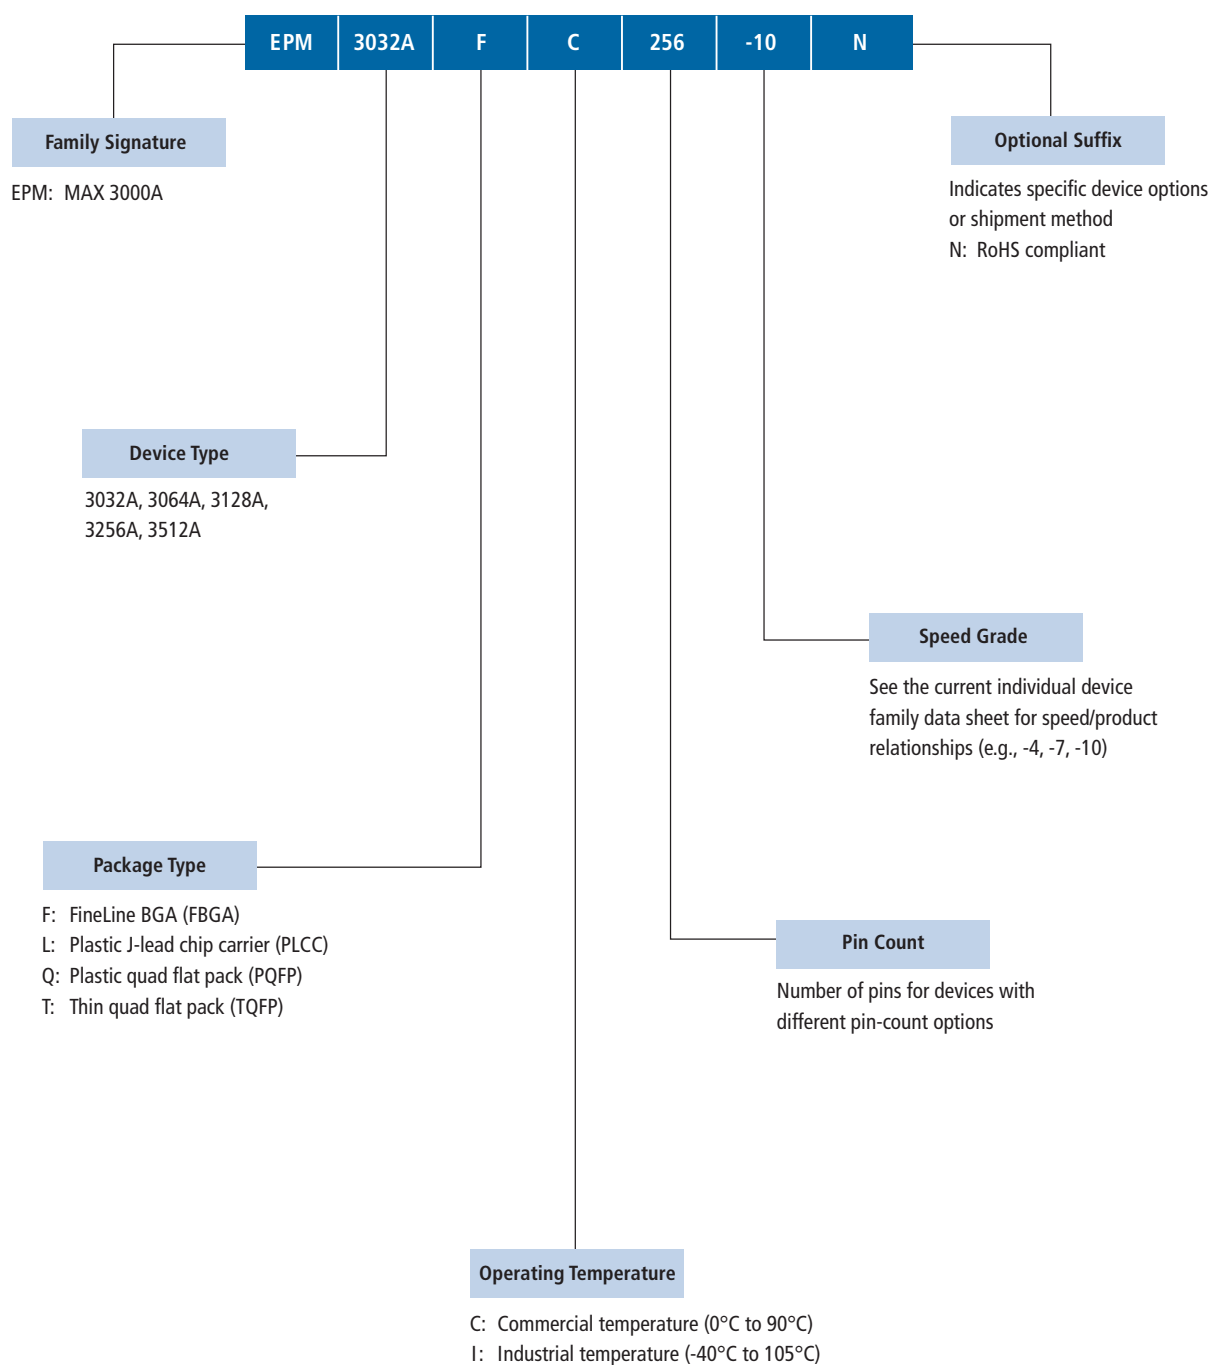 EPM 3032A F C 256 -10 N
Family Signature
EPM: MAX 3000A
Optional Suffix
Indicates specific device options
or shipment method
N: RoHS compliant
Device Type
3032A, 3064A, 3128A,
3256A, 3512A
Speed Grade
See the current individual device
family data sheet for speed/product
relationships (e.g., -4, -7, -10)
Package Type
F: FineLine BGA (FBGA)
L: Plastic J-lead chip carrier (PLCC)
Q: Plastic quad flat pack (PQFP)
T: Thin quad flat pack (TQFP)
Pin Count
Number of pins for devices with
different pin-count options
Operating Temperature
C: Commercial temperature (0°C to 90°C)
I: Industrial temperature (-40°C to 105°C)